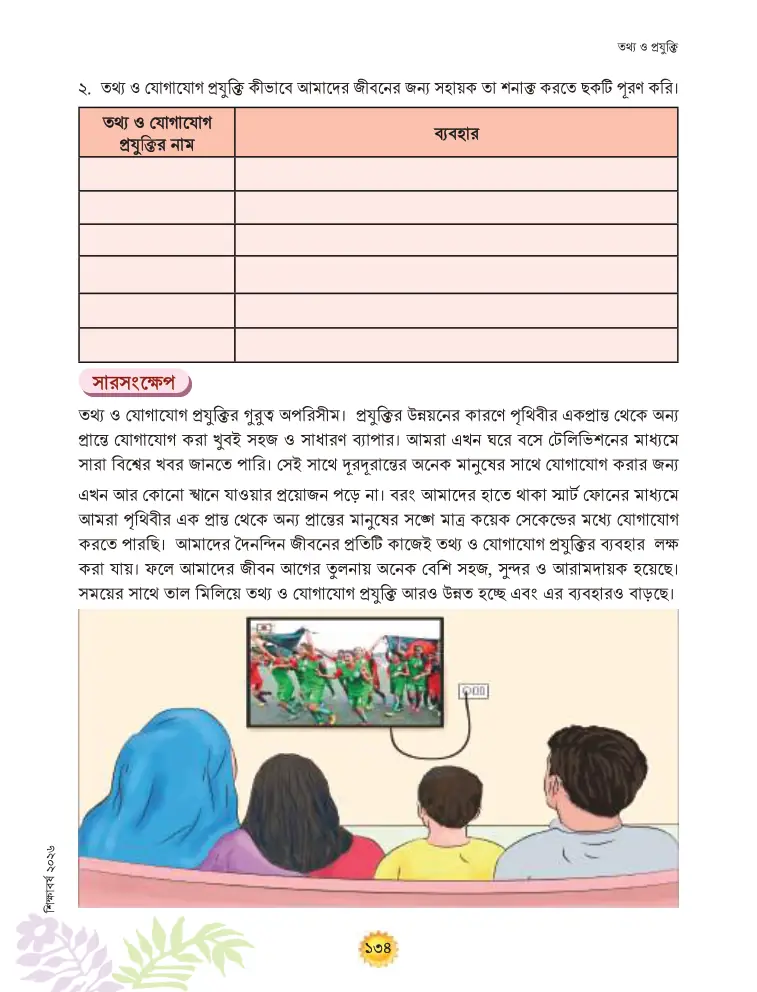 তথ্য ও প্রযুক্তি
২. তথ্য ও যোগাযোগ প্রযুক্তি কীভাবে আমাদের জীবনের জন্য সহায়ক তা শনাক্ত করতে ছকটি পূরণ করি।
তথ্য ও যোগাযোগ
প্রযুক্তির নাম
ব্যবহার
সারসংক্ষেপ
তথ্য ও যোগাযোগ প্রযুক্তির গুরুত্ব অপরিসীম। প্রযুক্তির উন্নয়নের কারণে পৃথিবীর একপ্রান্ত থেকে অন্য
প্রান্তে যোগাযোগ করা খুবই সহজ ও সাধারণ ব্যাপার। আমরা এখন ঘরে বসে টেলিভিশনের মাধ্যমে
সারা বিশ্বের খবর জানতে পারি। সেই সাথে দূরদূরান্তের অনেক মানুষের সাথে যোগাযোগ করার জন্য
এখন আর কোনো স্থানে যাওয়ার প্রয়োজন পড়ে না। বরং আমাদের হাতে থাকা স্মার্ট ফোনের মাধ্যমে
আমরা পৃথিবীর এক প্রান্ত থেকে অন্য প্রান্তের মানুষের সঙ্গে মাত্র কয়েক সেকেন্ডের মধ্যে যোগাযোগ
করতে পারছি। আমাদের দৈনন্দিন জীবনের প্রতিটি কাজেই তথ্য ও যোগাযোগ প্রযুক্তির ব্যবহার লক্ষ
করা যায়। ফলে আমাদের জীবন আগের তুলনায় অনেক বেশি সহজ, সুন্দর ও আরামদায়ক হয়েছে।
সময়ের সাথে তাল মিলিয়ে তথ্য ও যোগাযোগ প্রযুক্তি আরও উন্নত হচ্ছে এবং এর ব্যবহারও বাড়ছে।
শিক্ষাবর্ষ ২০২৬
১৩৪